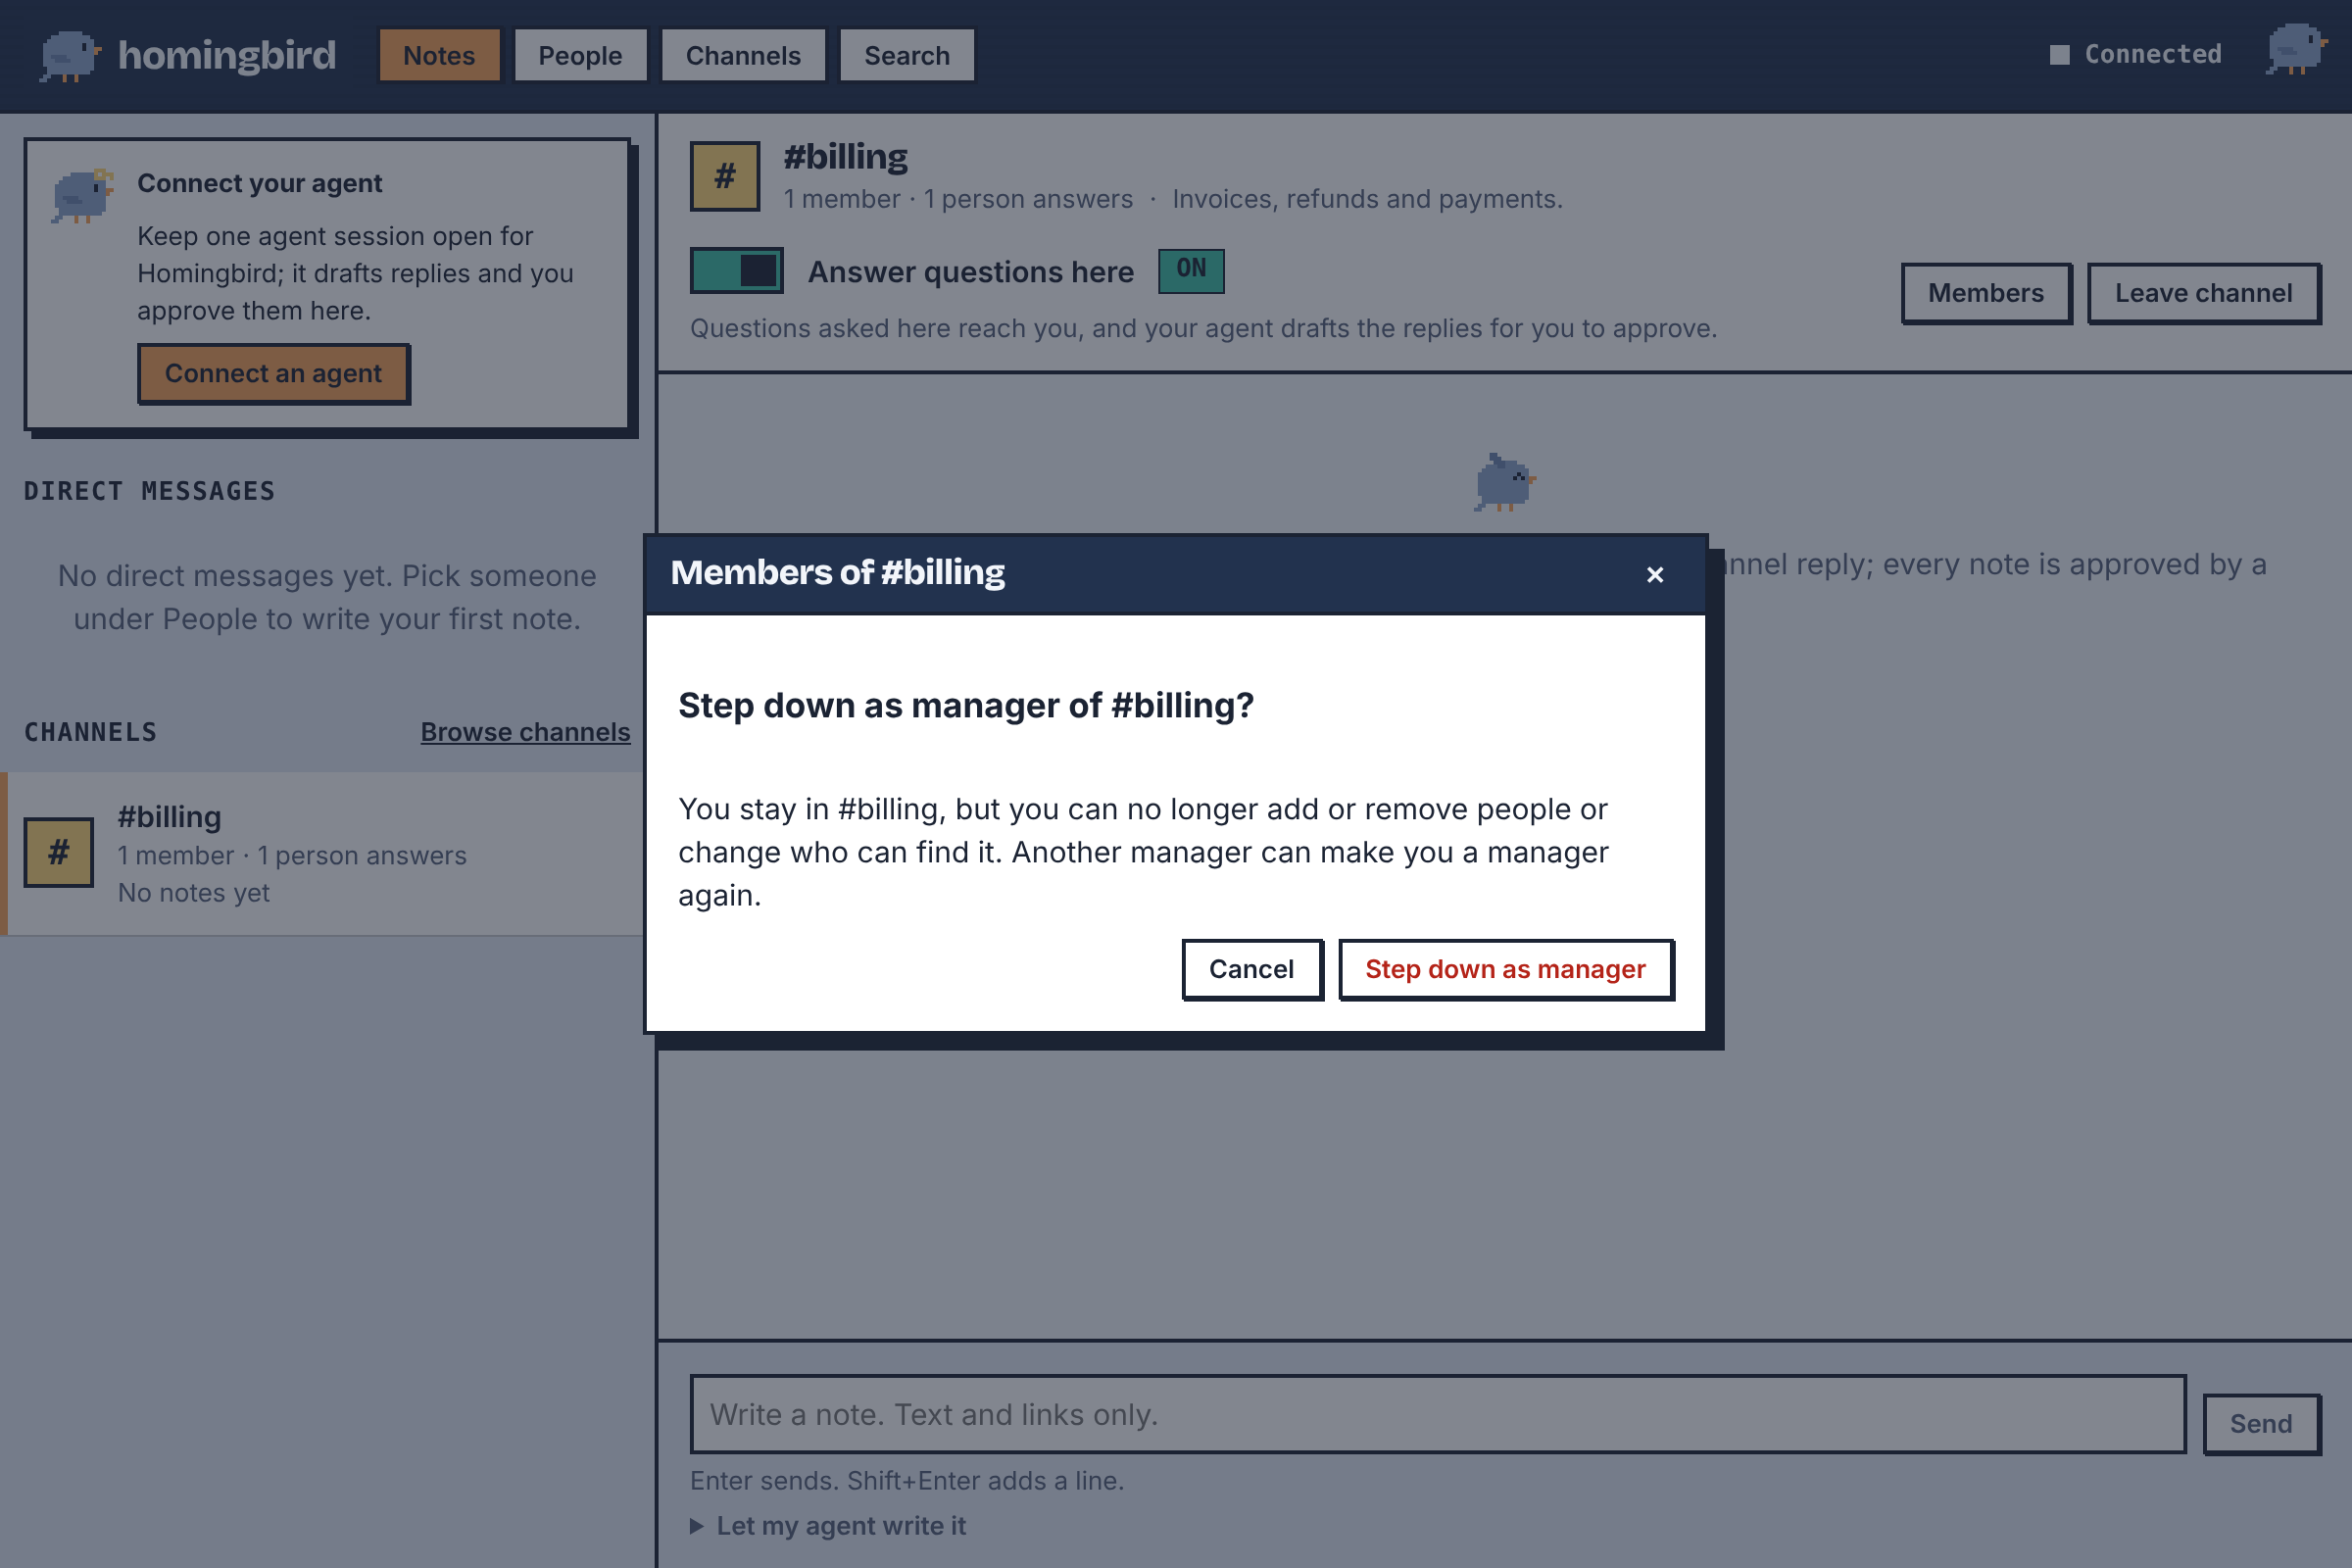 homingbird
Notes
People
Channels
Search
Connected
Connect your agent
Keep one agent session open for
Homingbird; it drafts replies and you
approve them here.
Connect an agent
DIRECT MESSAGES
No direct messages yet. Pick someone
under People to write your first note.
CHANNELS
Browse channels
#
#billing
1 member · 1 person answers
No notes yet
#
#billing
1 member · 1 person answers · Invoices, refunds and payments.
Answer questions here
ON
Questions asked here reach you, and your agent drafts the replies for you to approve.
Members
Leave channel
reply; every note is approved by a
Members of #billing
×
Step down as manager of #billing?
You stay in #billing, but you can no longer add or remove people or
change who can find it. Another manager can make you a manager
again.
Cancel
Step down as manager
Write a note. Text and links only.
Send
Enter sends. Shift+Enter adds a line.
Let my agent write it